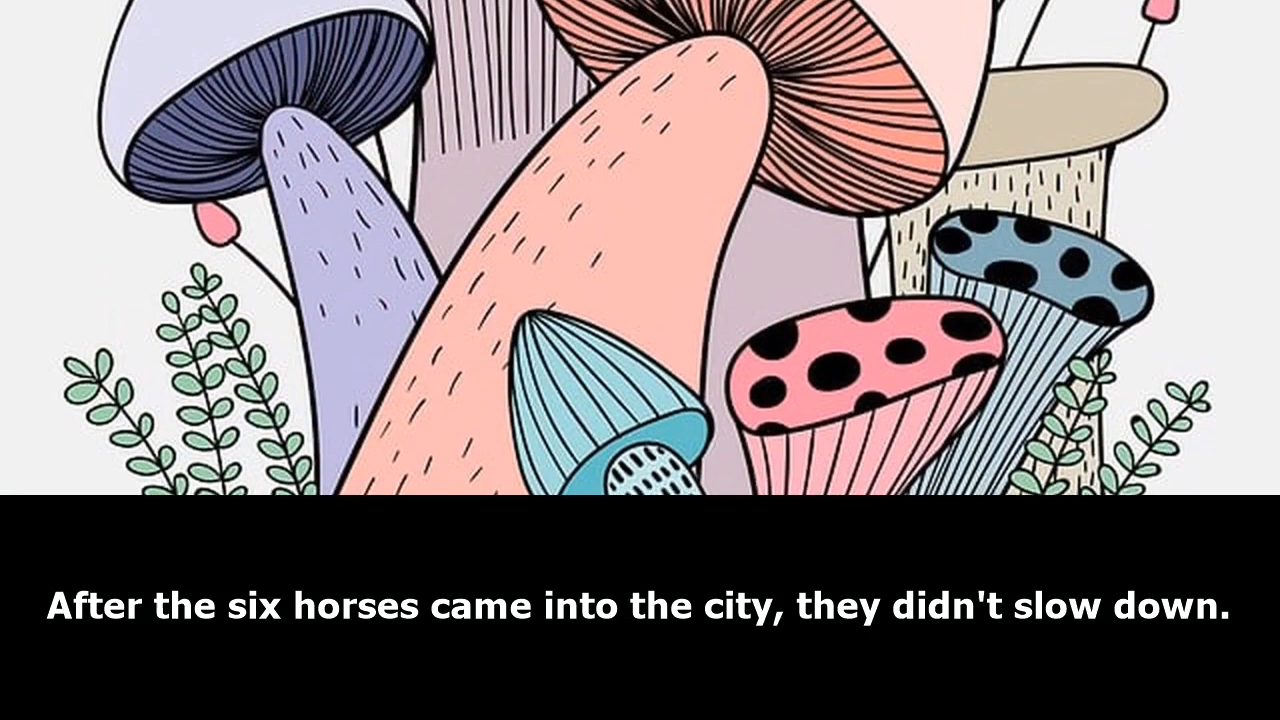 After the six horses came into the city, they didn't slow down.